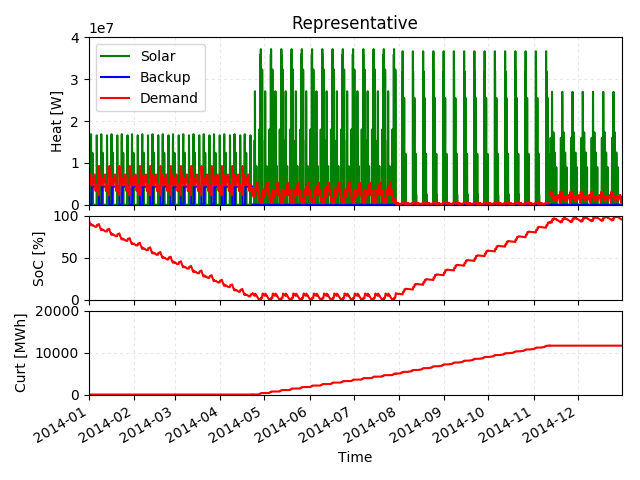 Representative
1e7
4
3
2
1
0
Heat [W]
Solar
Backup
Demand
100
50
0
SoC [%]
20000
10000
0
Curt [MWh]
2014-01
2014-02
2014-03
2014-04
2014-05
2014-06
2014-07
2014-08
2014-09
2014-10
2014-11
2014-12
Time